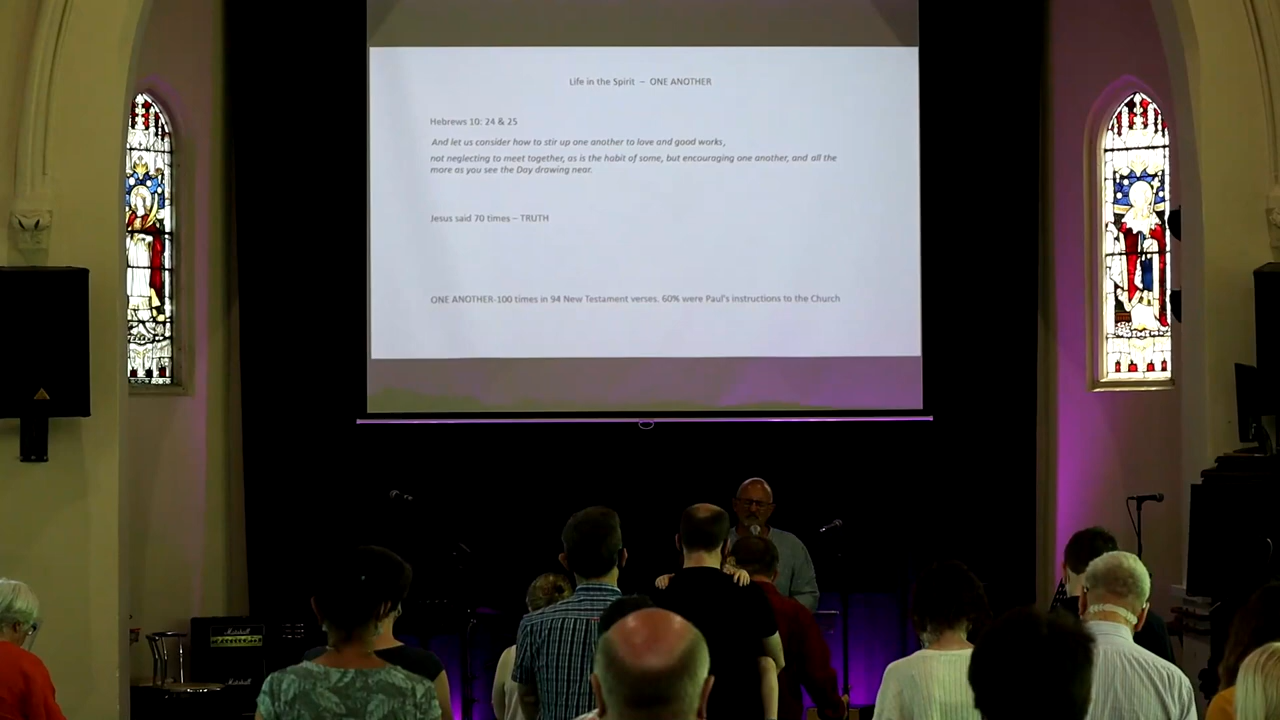 Life in the Spirit – ONE ANOTHER
Hebrews 10: 24 & 25
And let us consider how to stir up one another to love and good works,
not neglecting to meet together, as is the habit of some, but encouraging one another, and all the
more as you see the Day drawing near.
Jesus said 70 times – TRUTH
ONE ANOTHER-100 times in 94 New Testament verses. 60% were Paul's instructions to the Church
Marshall
Marshall